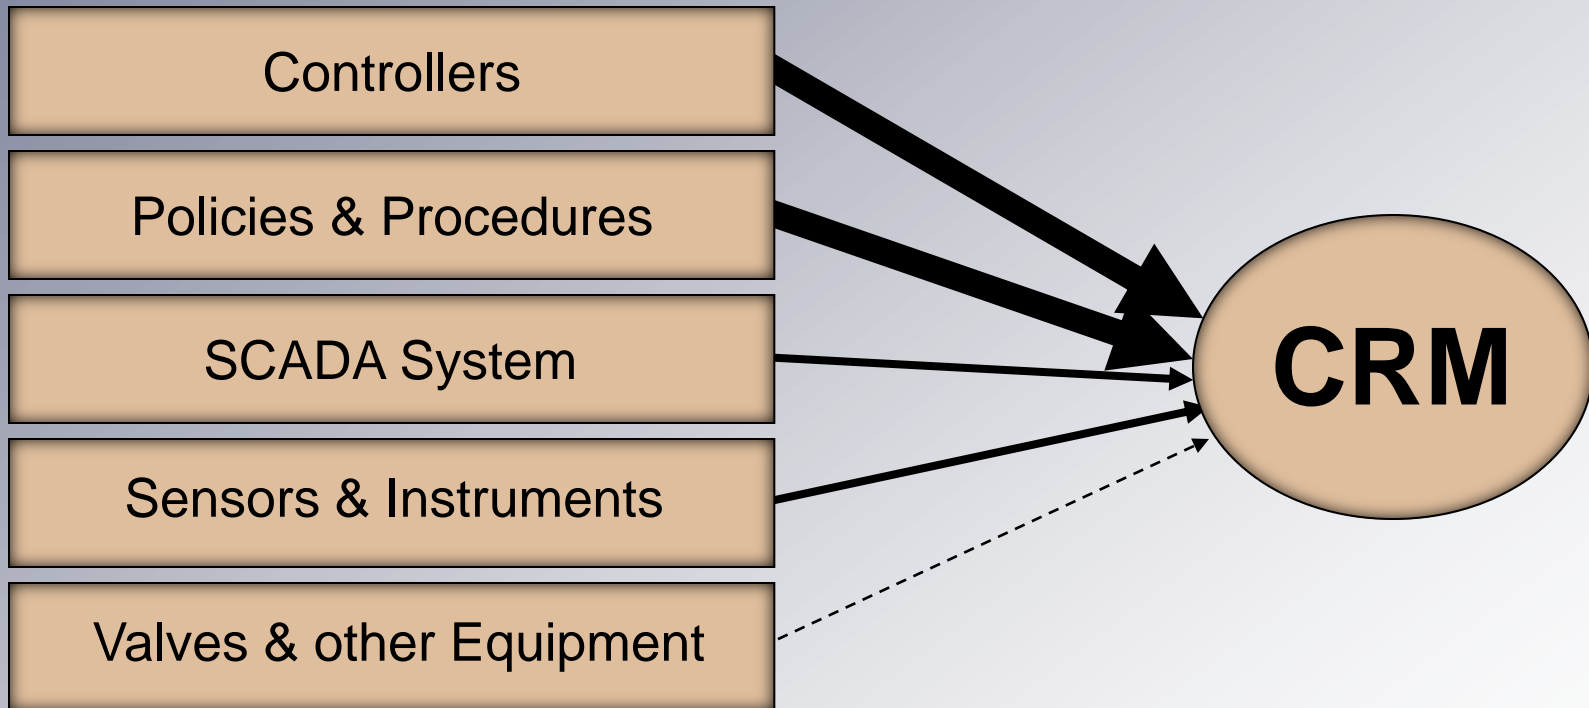 Controllers
Policies & Procedures
SCADA System
Sensors & Instruments
Valves & other Equipment
CRM